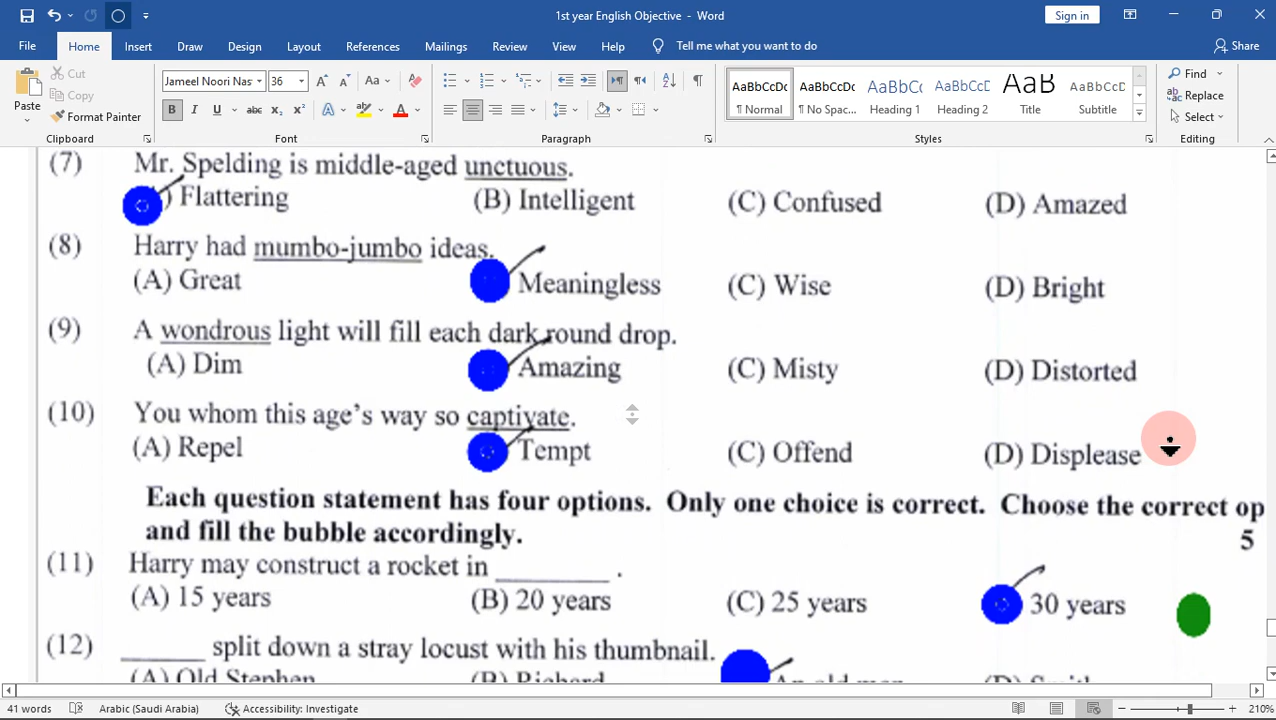 1st year English Objective - Word
Sign in
File Home Insert Draw Design Layout References Mailings Review View Help Tell me what you want to do Share
Paste Cut Copy Format Painter
Jameel Noori Nas 36
AaBbCcDc AaBbCcDc AaBbCc AaBbCcD AaB AaBbCcD
¶ Normal ¶ No Spac... Heading 1 Heading 2 Title Subtitle
Find Replace Select
Clipboard Font Paragraph Styles Editing
(7) Mr. Spelding is middle-aged unctuous.
) Flattering (B) Intelligent (C) Confused (D) Amazed
(8) Harry had mumbo-jumbo ideas.
(A) Great Meaningless (C) Wise (D) Bright
(9) A wondrous light will fill each dark round drop.
(A) Dim Amazing (C) Misty (D) Distorted
(10) You whom this age's way so captivate.
(A) Repel Tempt (C) Offend (D) Displease
Each question statement has four options. Only one choice is correct. Choose the correct op
and fill the bubble accordingly. 5
(11) Harry may construct a rocket in ________ .
(A) 15 years (B) 20 years (C) 25 years 30 years
(12) ______ split down a stray locust with his thumbnail.
(A) Old Stephen (B) Richard An old man (D) Smith
41 words Arabic (Saudi Arabia) Accessibility: Investigate 210%